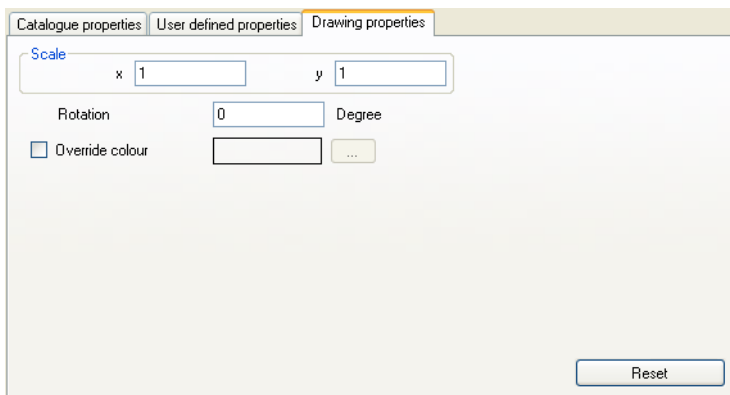 Catalogue properties User defined properties Drawing properties
Scale
x 1 y 1
Rotation 0 Degree
Override colour ...
Reset